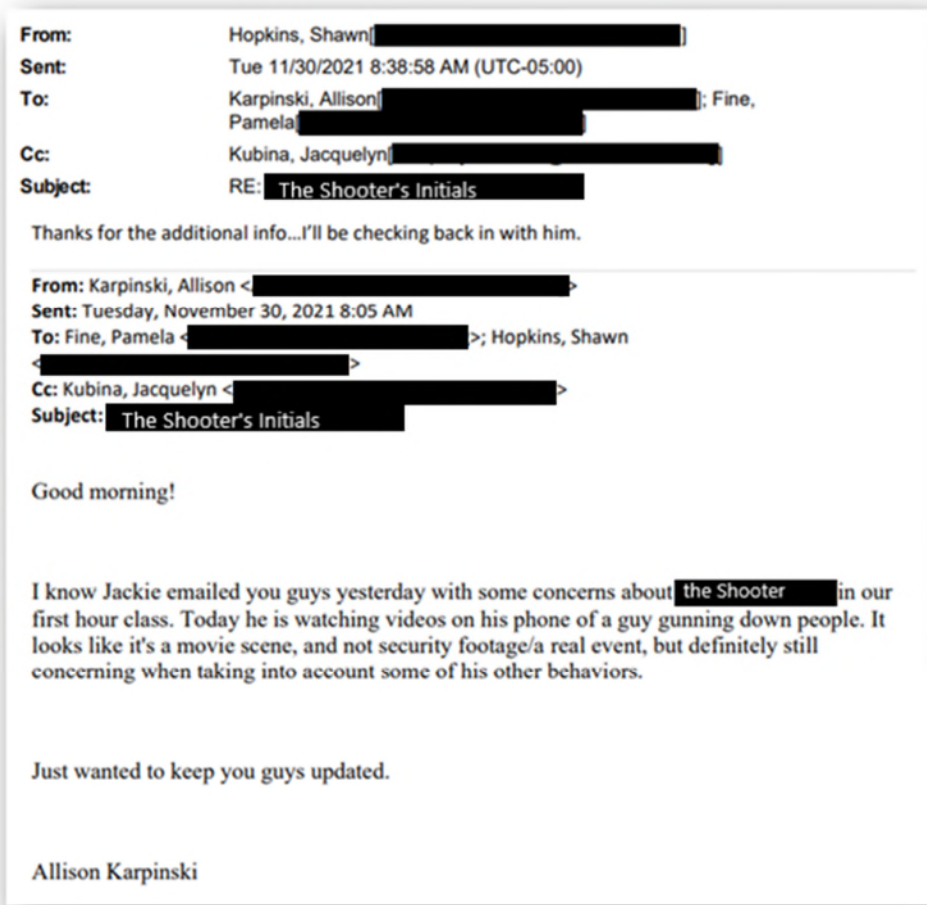 From: Hopkins, Shawn[ ]
Sent: Tue 11/30/2021 8:38:58 AM (UTC-05:00)
To: Karpinski, Allison[ ]; Fine,
Pamela[ ]
Cc: Kubina, Jacquelyn[ ]
Subject: RE: The Shooter's Initials
Thanks for the additional info...I'll be checking back in with him.
From: Karpinski, Allison < >
Sent: Tuesday, November 30, 2021 8:05 AM
To: Fine, Pamela < >; Hopkins, Shawn
< >
Cc: Kubina, Jacquelyn < >
Subject: The Shooter's Initials
Good morning!
I know Jackie emailed you guys yesterday with some concerns about the Shooter in our
first hour class. Today he is watching videos on his phone of a guy gunning down people. It
looks like it's a movie scene, and not security footage/a real event, but definitely still
concerning when taking into account some of his other behaviors.
Just wanted to keep you guys updated.
Allison Karpinski